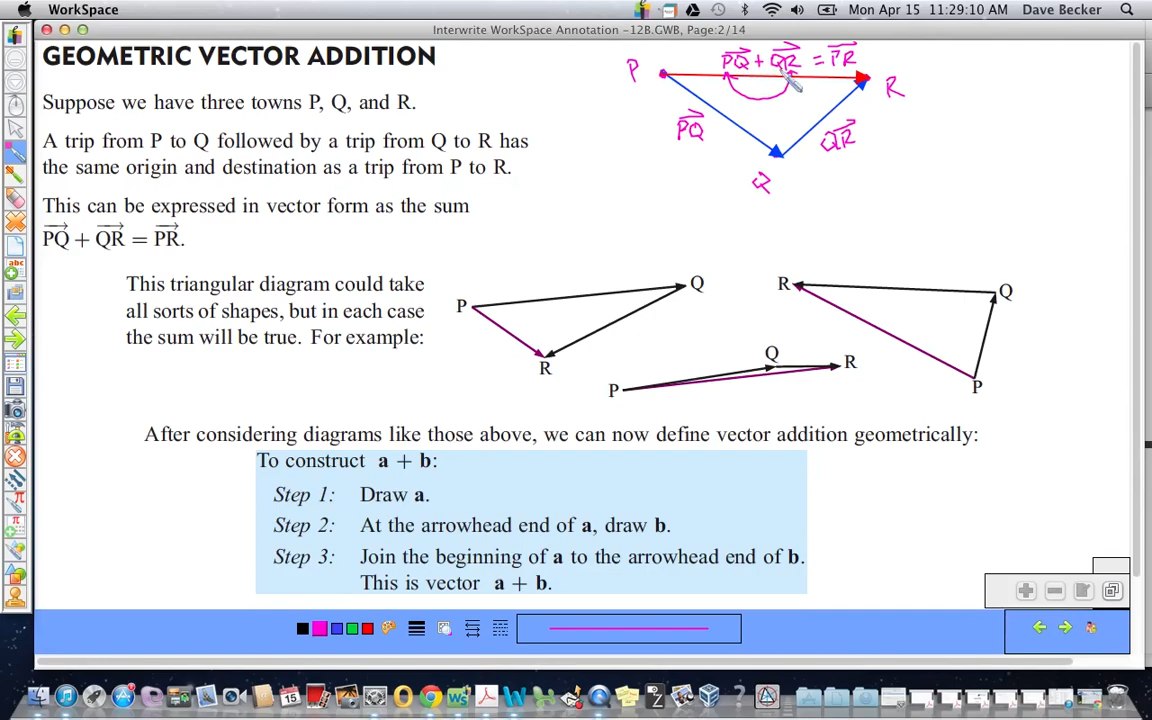 WorkSpace
Mon Apr 15 11:29:10 AM Dave Becker
Interwrite WorkSpace Annotation -12B.GWB, Page:2/14
GEOMETRIC VECTOR ADDITION
Suppose we have three towns P, Q, and R.
A trip from P to Q followed by a trip from Q to R has
the same origin and destination as a trip from P to R.
This can be expressed in vector form as the sum
PQ + QR = PR.
P
PQ + QR = PR
R
PQ
QR
Q
This triangular diagram could take
all sorts of shapes, but in each case
the sum will be true. For example:
P
Q
R
P
Q
R
R
Q
P
After considering diagrams like those above, we can now define vector addition geometrically:
To construct a + b:
Step 1: Draw a.
Step 2: At the arrowhead end of a, draw b.
Step 3: Join the beginning of a to the arrowhead end of b.
This is vector a + b.